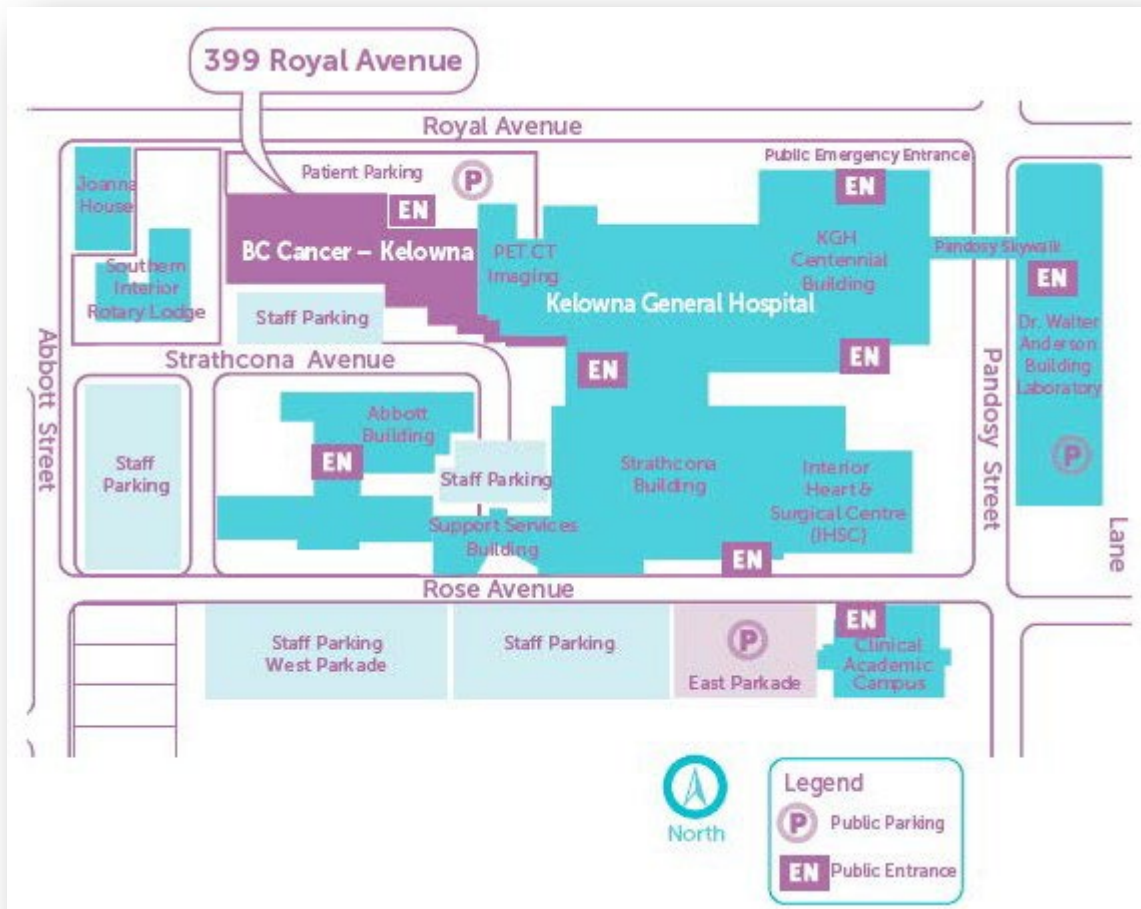 399 Royal Avenue
Royal Avenue
Patient Parking
P
Public Emergency Entrance
EN
Joanna
House
EN
BC Cancer – Kelowna
PET CT
Imaging
KGH
Centennial
Building
Pandosy Skywalk
EN
Southern
Interior
Rotary Lodge
Kelowna General Hospital
Staff Parking
Dr. Walter
Anderson
Building
Laboratory
P
Abbott Street
Strathcona Avenue
EN
EN
Pandosy Street
Abbott
Building
EN
Staff
Parking
Staff Parking
Strathcona
Building
Interior
Heart &
Surgical Centre
(IHSC)
Support Services
Building
EN
Lane
Rose Avenue
Staff Parking
West Parkade
Staff Parking
P
East Parkade
EN
Clinical
Academic
Campus
North
Legend
P Public Parking
EN Public Entrance